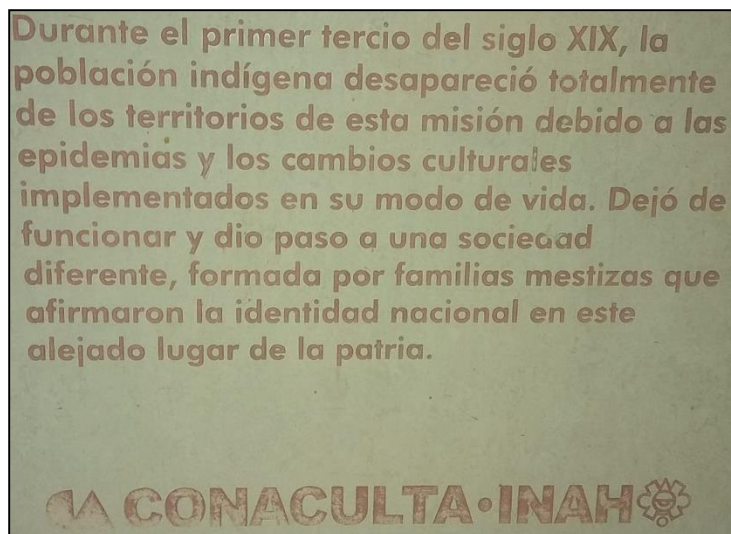 Durante el primer tercio del siglo XIX, la
población indígena desapareció totalmente
de los territorios de esta misión debido a las
epidemias y los cambios culturales
implementados en su modo de vida. Dejó de
funcionar y dio paso a una sociedad
diferente, formada por familias mestizas que
afirmaron la identidad nacional en este
alejado lugar de la patria.
CONACULTA•INAH